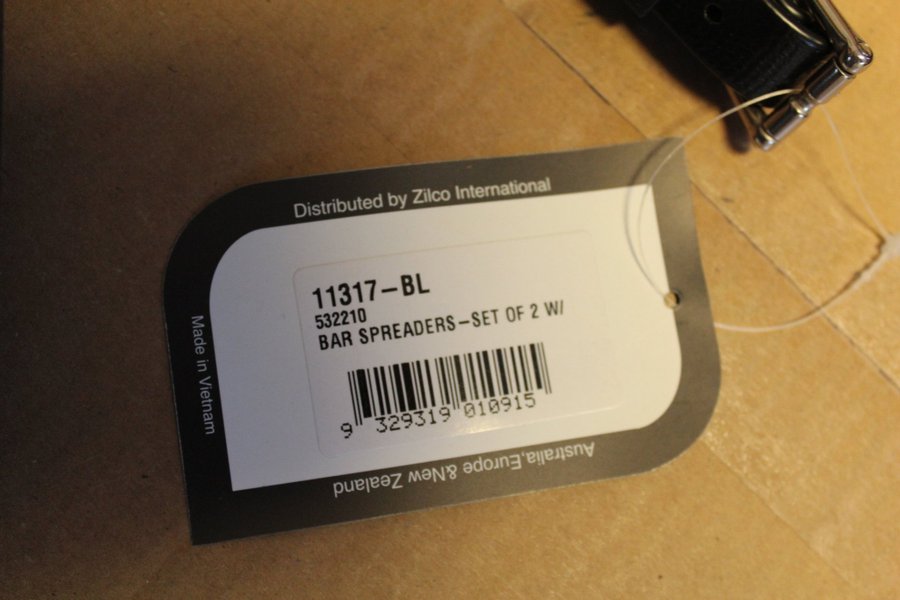 Distributed by Zilco International
11317-BL
532210
BAR SPREADERS-SET OF 2 W/
9 329319 010915
Made in Vietnam
Australia,Europe &New Zealand